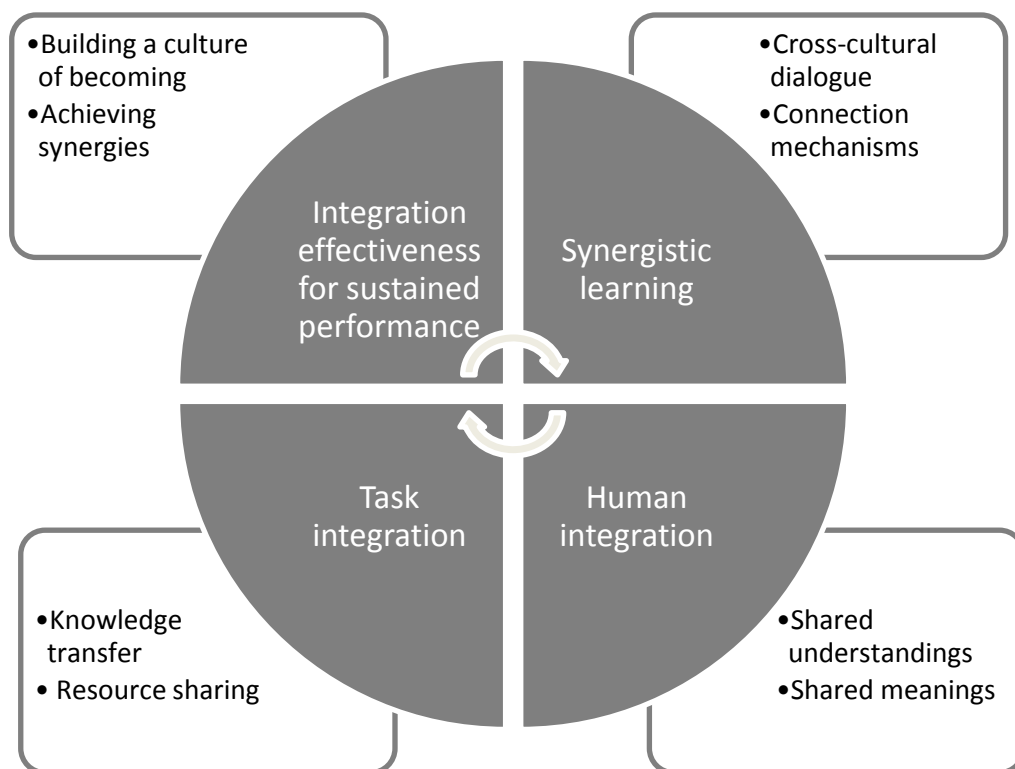 •Building a culture
of becoming
•Achieving
synergies
•Cross-cultural
dialogue
•Connection
mechanisms
Integration
effectiveness
for sustained
performance
Synergistic
learning
Task
integration
Human
integration
•Knowledge
transfer
• Resource sharing
•Shared
understandings
•Shared meanings